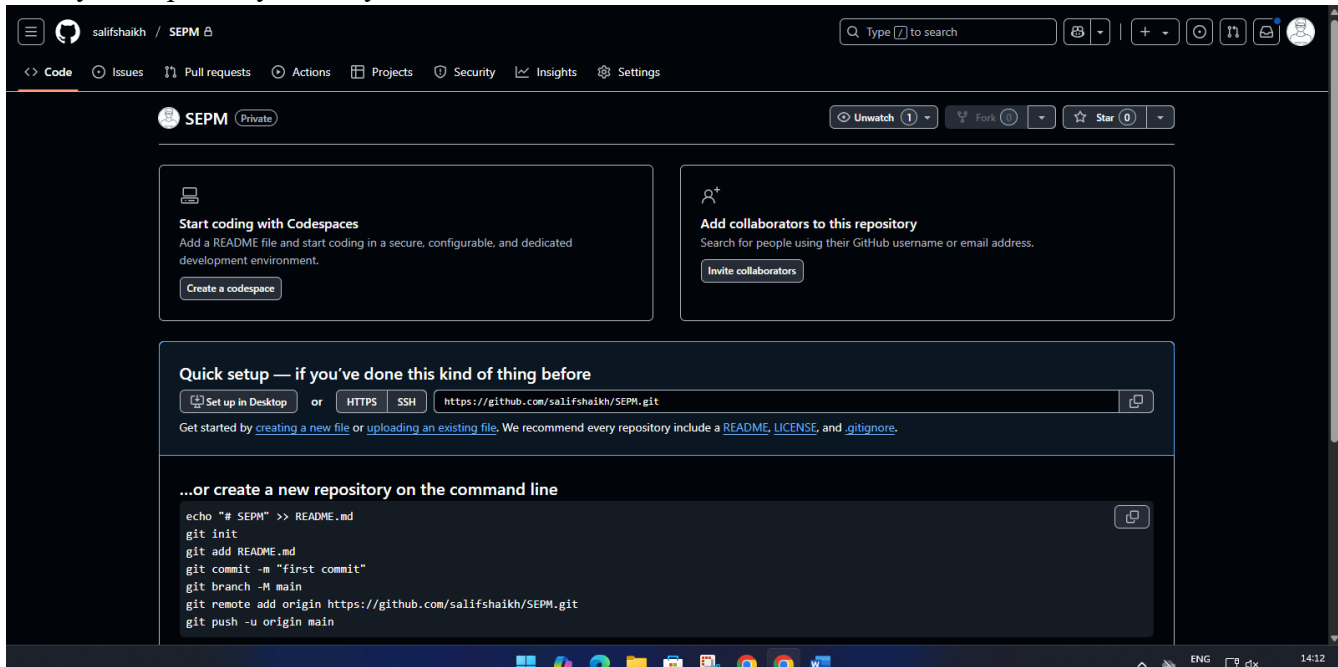 salifshaikh / SEPM
Type / to search
Code Issues Pull requests Actions Projects Security Insights Settings
SEPM Private
Unwatch 1 Fork 0 Star 0
Start coding with Codespaces
Add a README file and start coding in a secure, configurable, and dedicated
development environment.
Create a codespace
Add collaborators to this repository
Search for people using their GitHub username or email address.
Invite collaborators
Quick setup — if you've done this kind of thing before
Set up in Desktop or HTTPS SSH https://github.com/salifshaikh/SEPM.git
Get started by creating a new file or uploading an existing file. We recommend every repository include a README, LICENSE, and .gitignore.
...or create a new repository on the command line
echo "# SEPM" >> README.md
git init
git add README.md
git commit -m "first commit"
git branch -M main
git remote add origin https://github.com/salifshaikh/SEPM.git
git push -u origin main
ENG 14:12